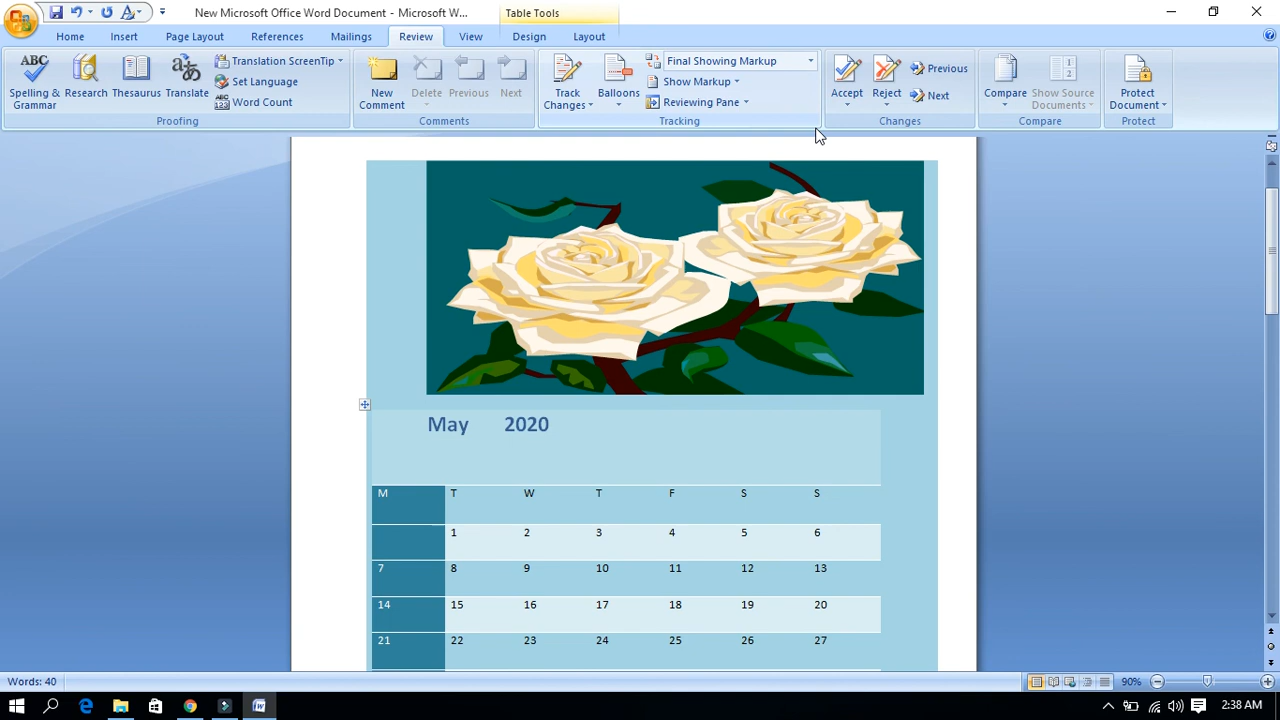 New Microsoft Office Word Document - Microsoft W...
Table Tools
Home Insert Page Layout References Mailings Review View Design Layout
ABC Spelling & Grammar
Research
Thesaurus
Translate
Translation ScreenTip
Set Language
ABC 123 Word Count
Proofing
New Comment
Delete
Previous
Next
Comments
Track Changes
Balloons
Final Showing Markup
Show Markup
Reviewing Pane
Tracking
Accept
Reject
Previous
Next
Changes
Compare
Show Source Documents
Compare
Protect Document
Protect
May 2020
M T W T F S S
1 2 3 4 5 6
7 8 9 10 11 12 13
14 15 16 17 18 19 20
21 22 23 24 25 26 27
Words: 40
90%
2:38 AM